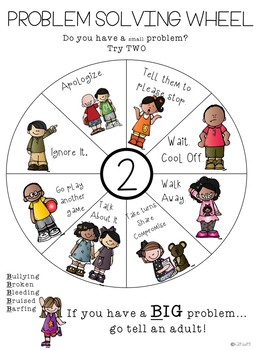 PROBLEM SOLVING WHEEL
Do you have a small problem?
Try TWO
Apologize
Tell them to
please stop
Ignore It.
Wait.
Cool Off
2
Go play
another
game
Walk
Away
Talk
About It.
Take turns
Share
Compromise
Bullying
Broken
Bleeding
Bruised
Barfing
If you have a BIG problem...
go tell an adult!